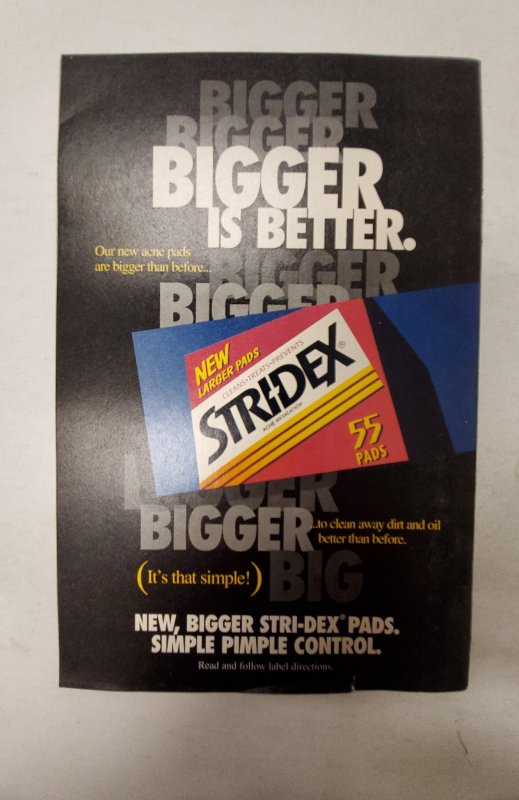 BIGGER
BIGGER
BIGGER
IS BETTER.
Our new acne pads
are bigger than before...
BIGGER
BIGGER
NEW
LARGER PADS
CLEANS•TREATS•PREVENTS
STRI-DEX®
ACNE MEDICATION
55
PADS
BIGGER
BIGGER
...to clean away dirt and oil
better than before.
(It's that simple!)
BIG
NEW, BIGGER STRI-DEX® PADS.
SIMPLE PIMPLE CONTROL.
Read and follow label directions.